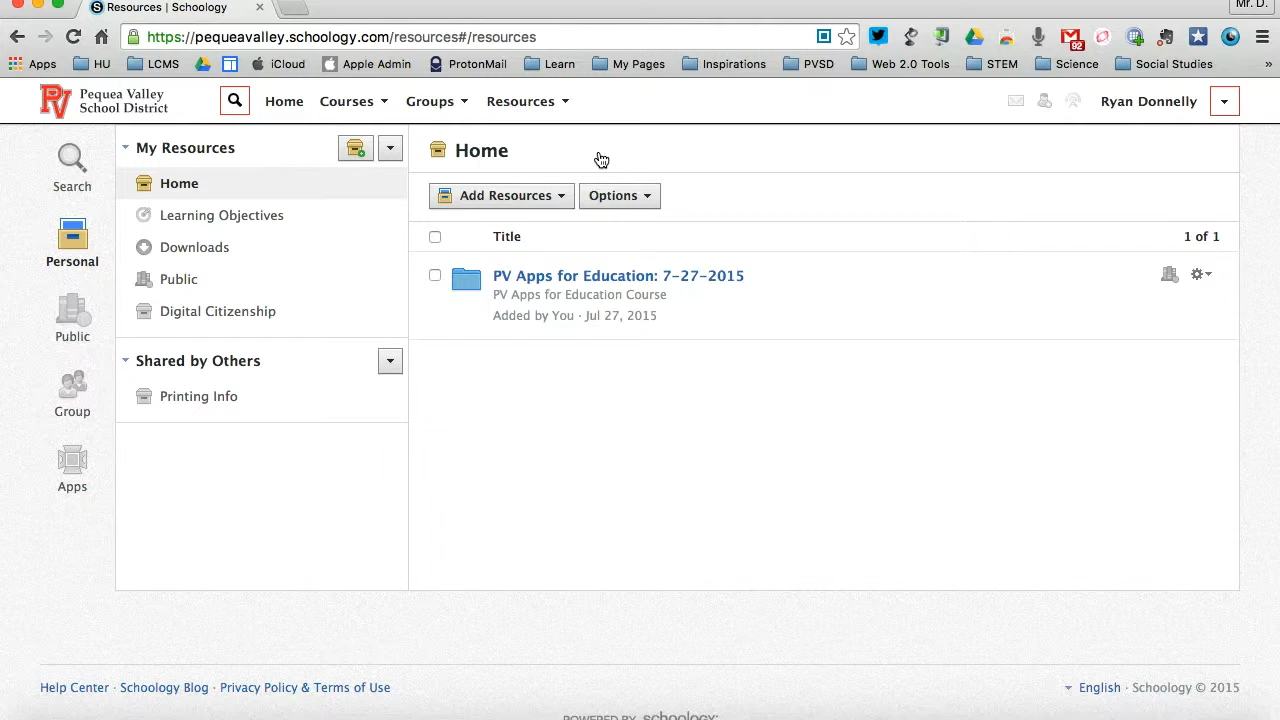 Resources | Schoology
Mr. D.
https://pequeavalley.schoology.com/resources#/resources
92
Apps HU LCMS iCloud Apple Admin ProtonMail Learn My Pages Inspirations PVSD Web 2.0 Tools STEM Science Social Studies »
PV Pequea Valley School District
Home Courses Groups Resources
Ryan Donnelly
Search
Personal
Public
Group
Apps
My Resources
Home
Learning Objectives
Downloads
Public
Digital Citizenship
Shared by Others
Printing Info
Home
Add Resources Options
Title 1 of 1
PV Apps for Education: 7-27-2015
PV Apps for Education Course
Added by You · Jul 27, 2015
Help Center · Schoology Blog · Privacy Policy & Terms of Use
English · Schoology © 2015
POWERED BY schoology